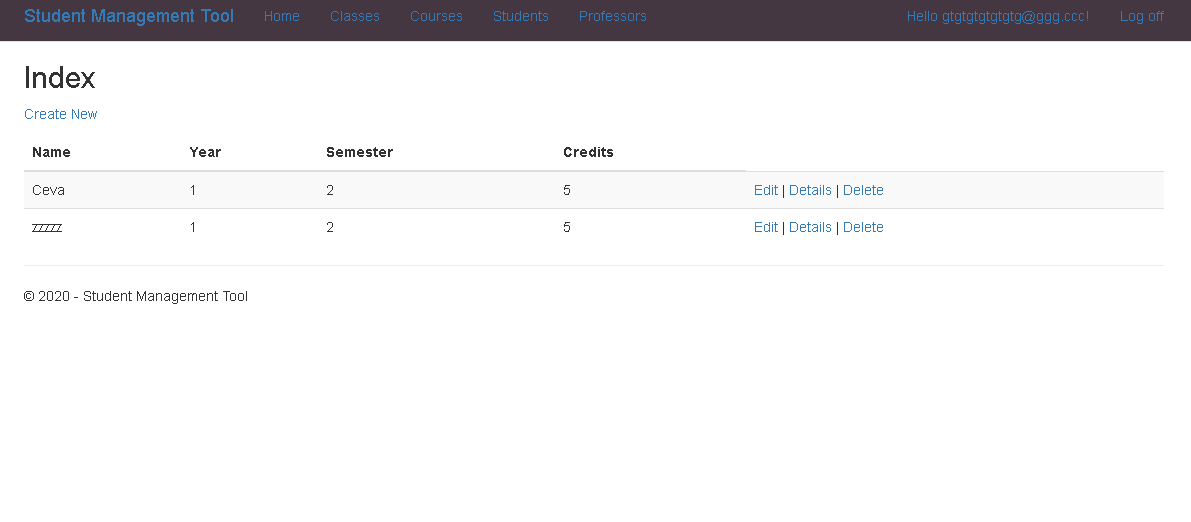 Student Management Tool Home Classes Courses Students Professors Hello gtgtgtgtgtgtg@ggg.ccc! Log off
Index
Create New
Name Year Semester Credits
Ceva 1 2 5 Edit | Details | Delete
zzzzz 1 2 5 Edit | Details | Delete
© 2020 - Student Management Tool